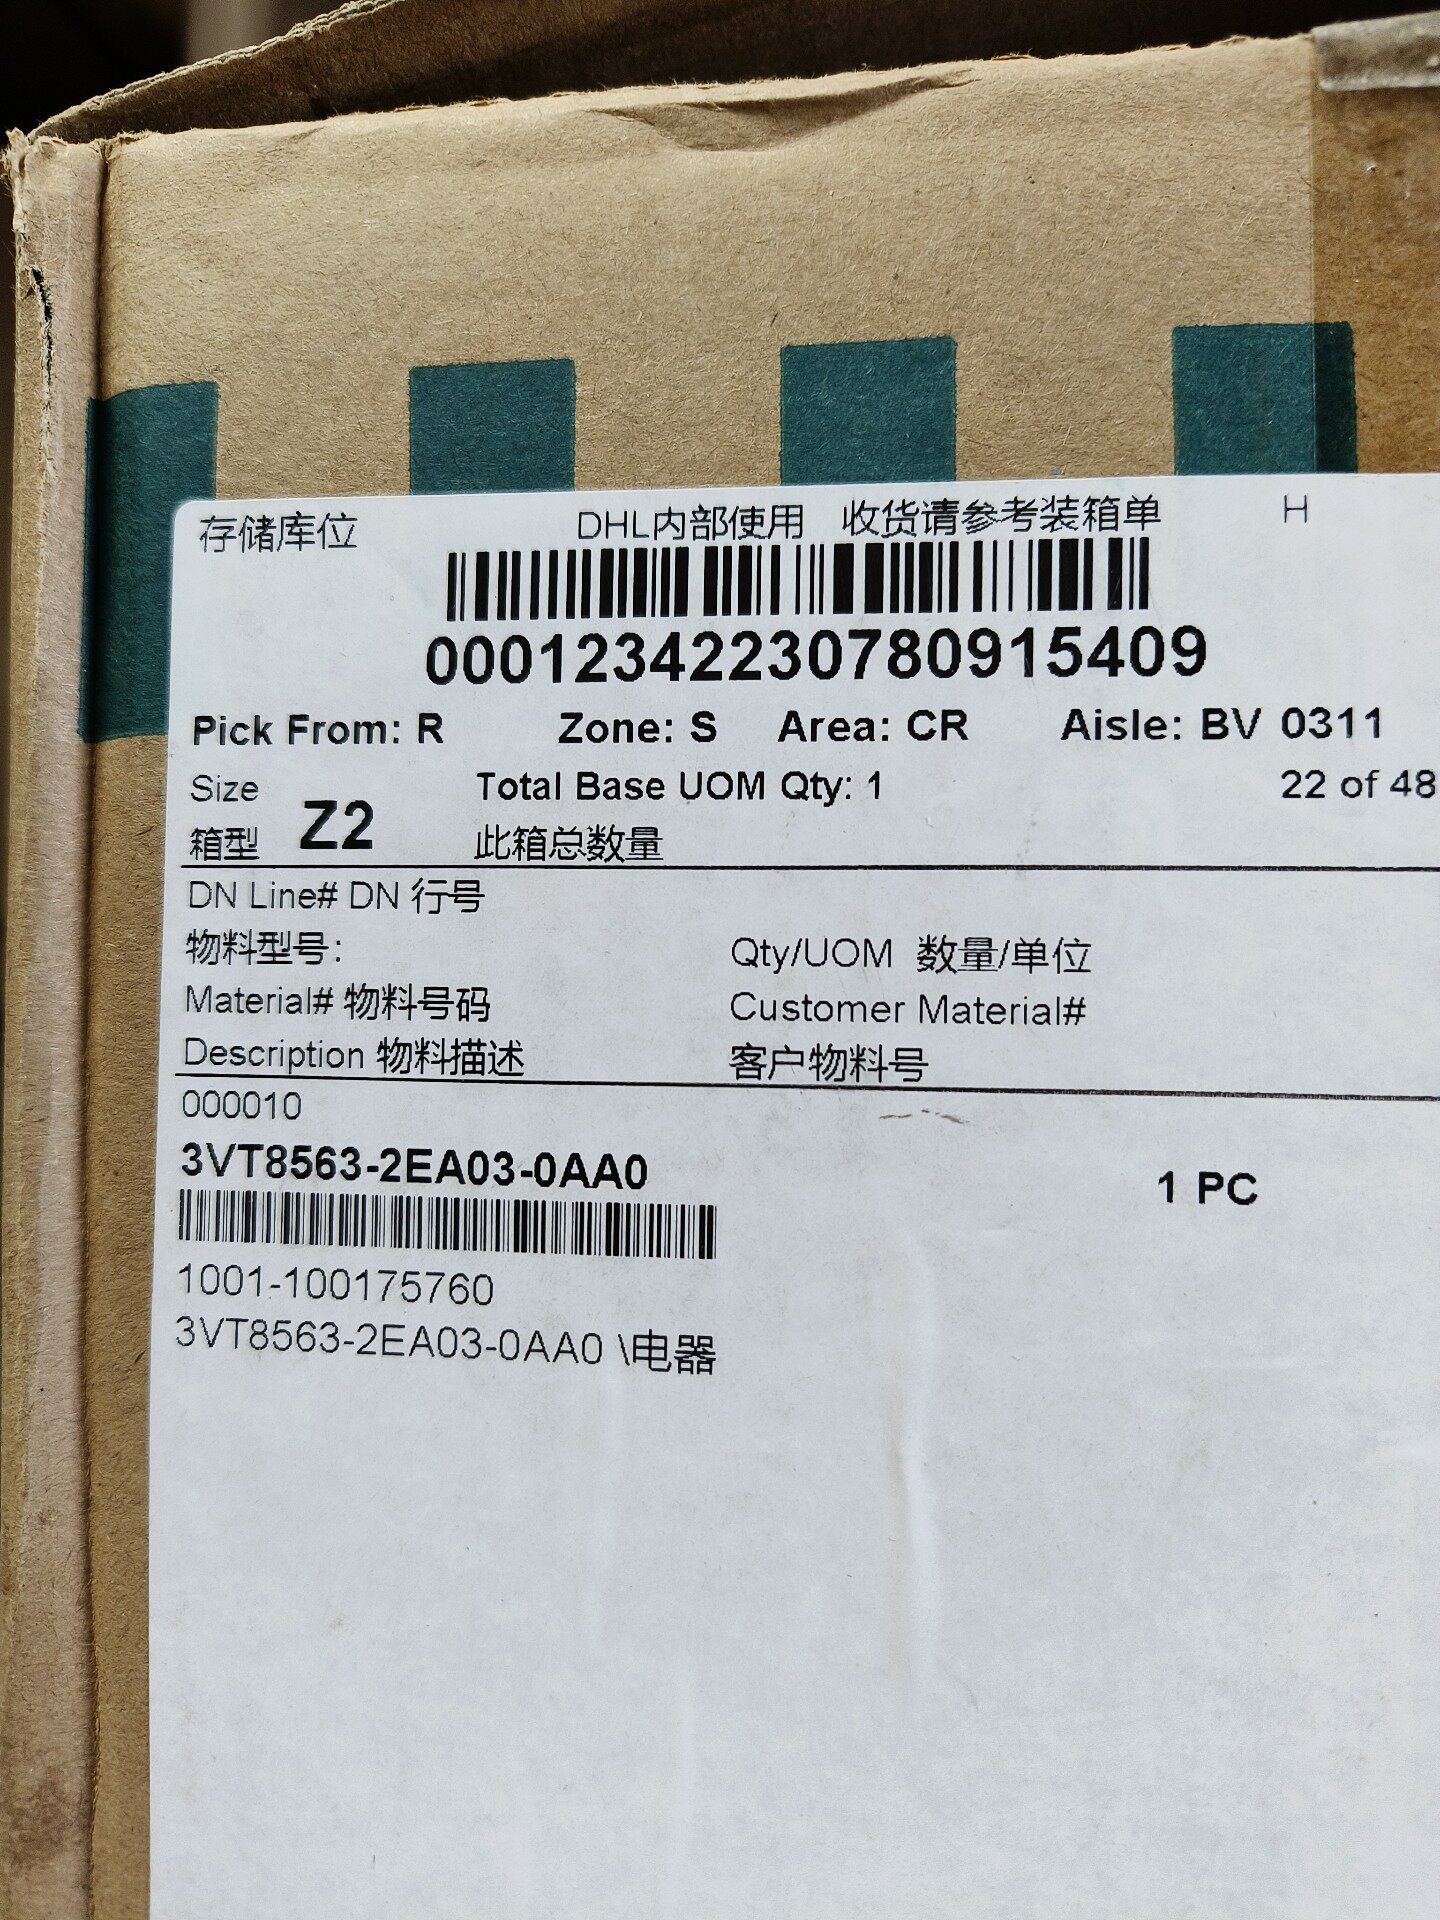 存储库位 DHL内部使用 收货请参考装箱单 H
00012342230780915409
Pick From: R Zone: S Area: CR Aisle: BV 0311
Size Total Base UOM Qty: 1 22 of 48
箱型 Z2 此箱总数量
DN Line# DN 行号
物料型号: Qty/UOM 数量/单位
Material# 物料号码 Customer Material#
Description 物料描述 客户物料号
000010
3VT8563-2EA03-0AA0 1 PC
1001-100175760
3VT8563-2EA03-0AA0 \电器